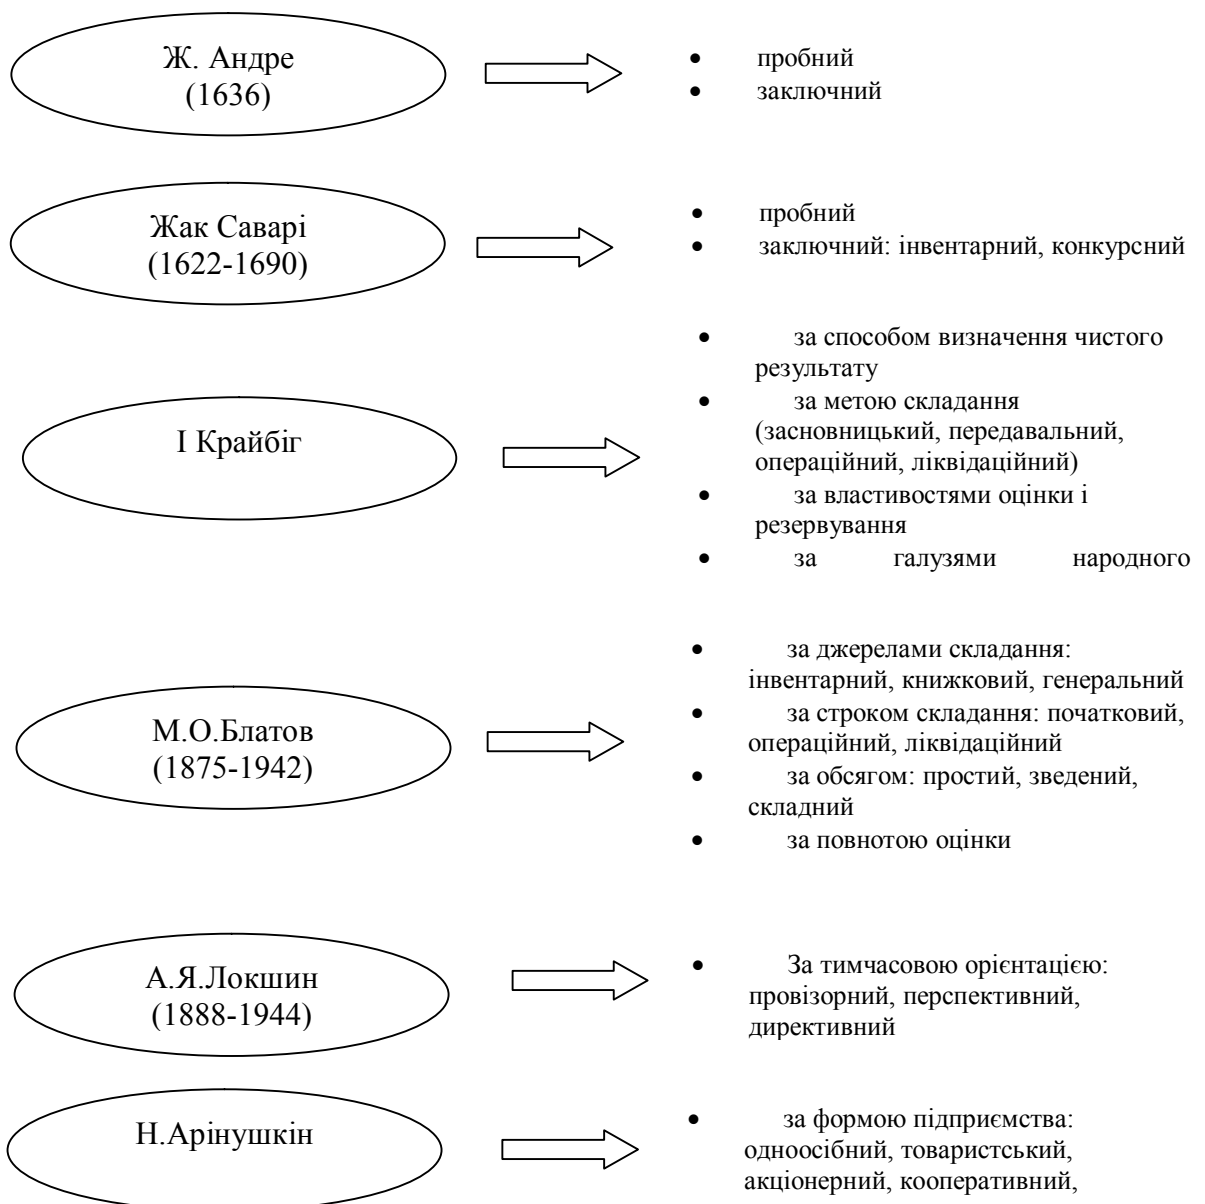 Ж. Андре
(1636)
• пробний
• заключний
Жак Саварі
(1622-1690)
• пробний
• заключний: інвентарний, конкурсний
І Крайбіг
• за способом визначення чистого
результату
• за метою складання
(засновницький, передавальний,
операційний, ліквідаційний)
• за властивостями оцінки і
резервування
• за галузями народного
М.О.Блатов
(1875-1942)
• за джерелами складання:
інвентарний, книжковий, генеральний
• за строком складання: початковий,
операційний, ліквідаційний
• за обсягом: простий, зведений,
складний
• за повнотою оцінки
А.Я.Локшин
(1888-1944)
• За тимчасовою орієнтацією:
провізорний, перспективний,
директивний
Н.Арінушкін
• за формою підприємства:
одноосібний, товаристський,
акціонерний, кооперативний,